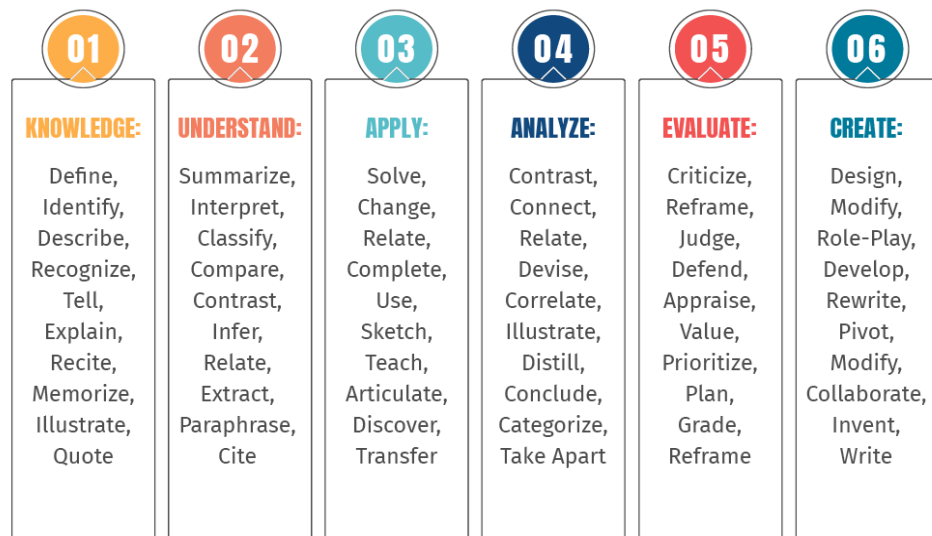 01
KNOWLEDGE:
Define,
Identify,
Describe,
Recognize,
Tell,
Explain,
Recite,
Memorize,
Illustrate,
Quote
02
UNDERSTAND:
Summarize,
Interpret,
Classify,
Compare,
Contrast,
Infer,
Relate,
Extract,
Paraphrase,
Cite
03
APPLY:
Solve,
Change,
Relate,
Complete,
Use,
Sketch,
Teach,
Articulate,
Discover,
Transfer
04
ANALYZE:
Contrast,
Connect,
Relate,
Devise,
Correlate,
Illustrate,
Distill,
Conclude,
Categorize,
Take Apart
05
EVALUATE:
Criticize,
Reframe,
Judge,
Defend,
Appraise,
Value,
Prioritize,
Plan,
Grade,
Reframe
06
CREATE:
Design,
Modify,
Role-Play,
Develop,
Rewrite,
Pivot,
Modify,
Collaborate,
Invent,
Write